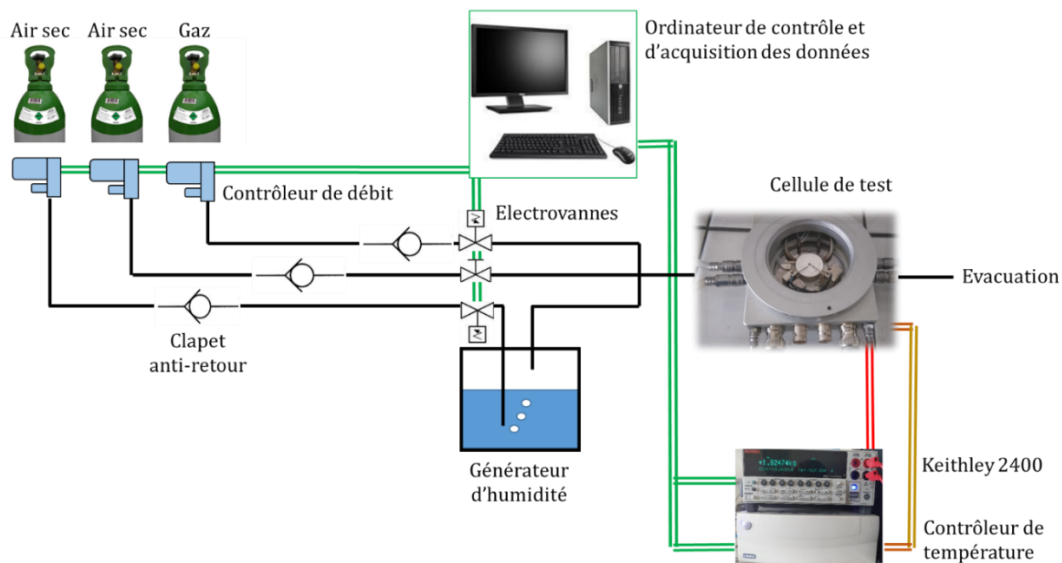 Air sec
Air sec
Gaz
Ordinateur de contrôle et
d’acquisition des données
Contrôleur de débit
Electrovannes
Cellule de test
Evacuation
Clapet
anti-retour
Générateur
d’humidité
Keithley 2400
Contrôleur de
température